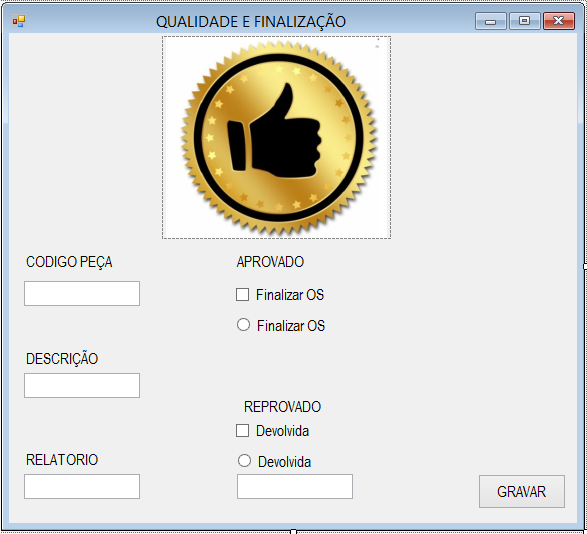 QUALIDADE E FINALIZAÇÃO
CODIGO PEÇA
APROVADO
Finalizar OS
Finalizar OS
DESCRIÇÃO
REPROVADO
Devolvida
RELATORIO
Devolvida
GRAVAR